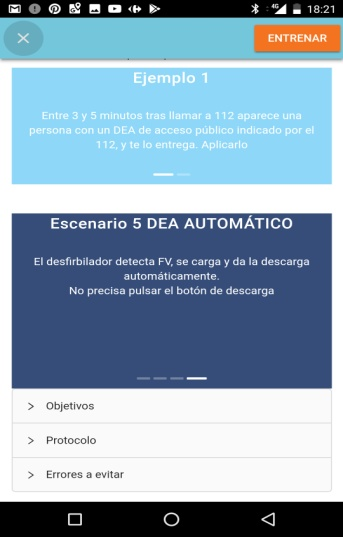 4G
18:21
ENTRENAR
Ejemplo 1
Entre 3 y 5 minutos tras llamar a 112 aparece una
persona con un DEA de acceso público indicado por el
112, y te lo entrega. Aplicarlo
Escenario 5 DEA AUTOMÁTICO
El desfirbilador detecta FV, se carga y da la descarga
automáticamente.
No precisa pulsar el botón de descarga
Objetivos
Protocolo
Errores a evitar